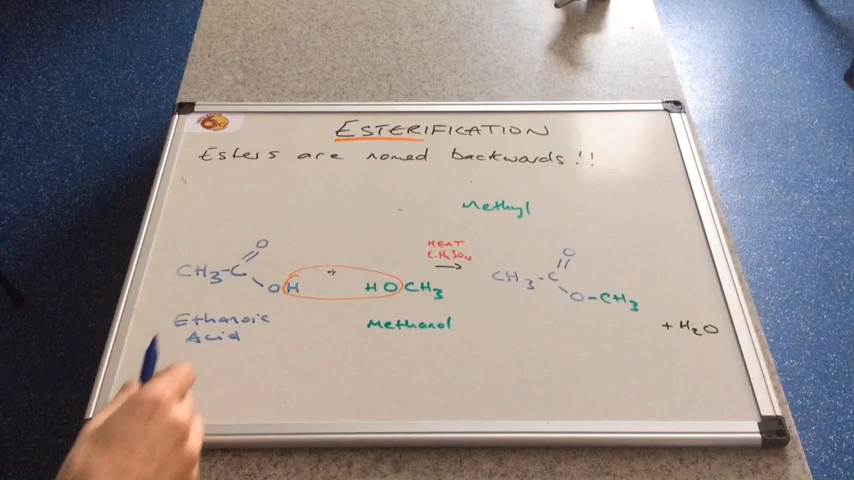 ESTERIFICATION
Esters are named backwards!!
Methyl
O
CH3-C
OH
+
HOCH3
HEAT
C.H2SO4
→
O
CH3-C
O-CH3
+ H2O
Ethanoic
Acid
Methanol